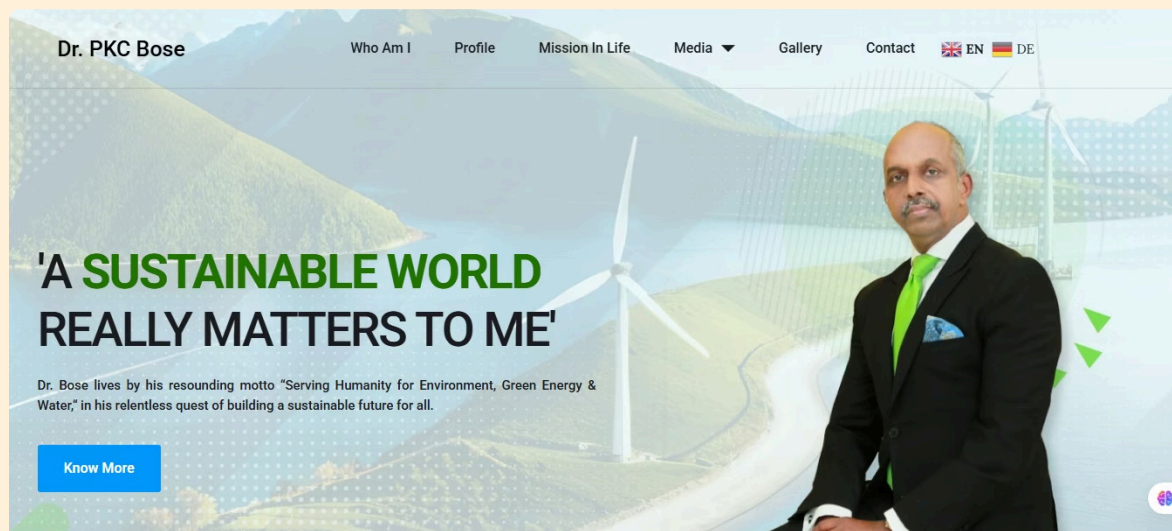 Dr. PKC Bose
Who Am I
Profile
Mission In Life
Media
Gallery
Contact
EN
DE
'A SUSTAINABLE WORLD
REALLY MATTERS TO ME'
Dr. Bose lives by his resounding motto “Serving Humanity for Environment, Green Energy &
Water,” in his relentless quest of building a sustainable future for all.
Know More